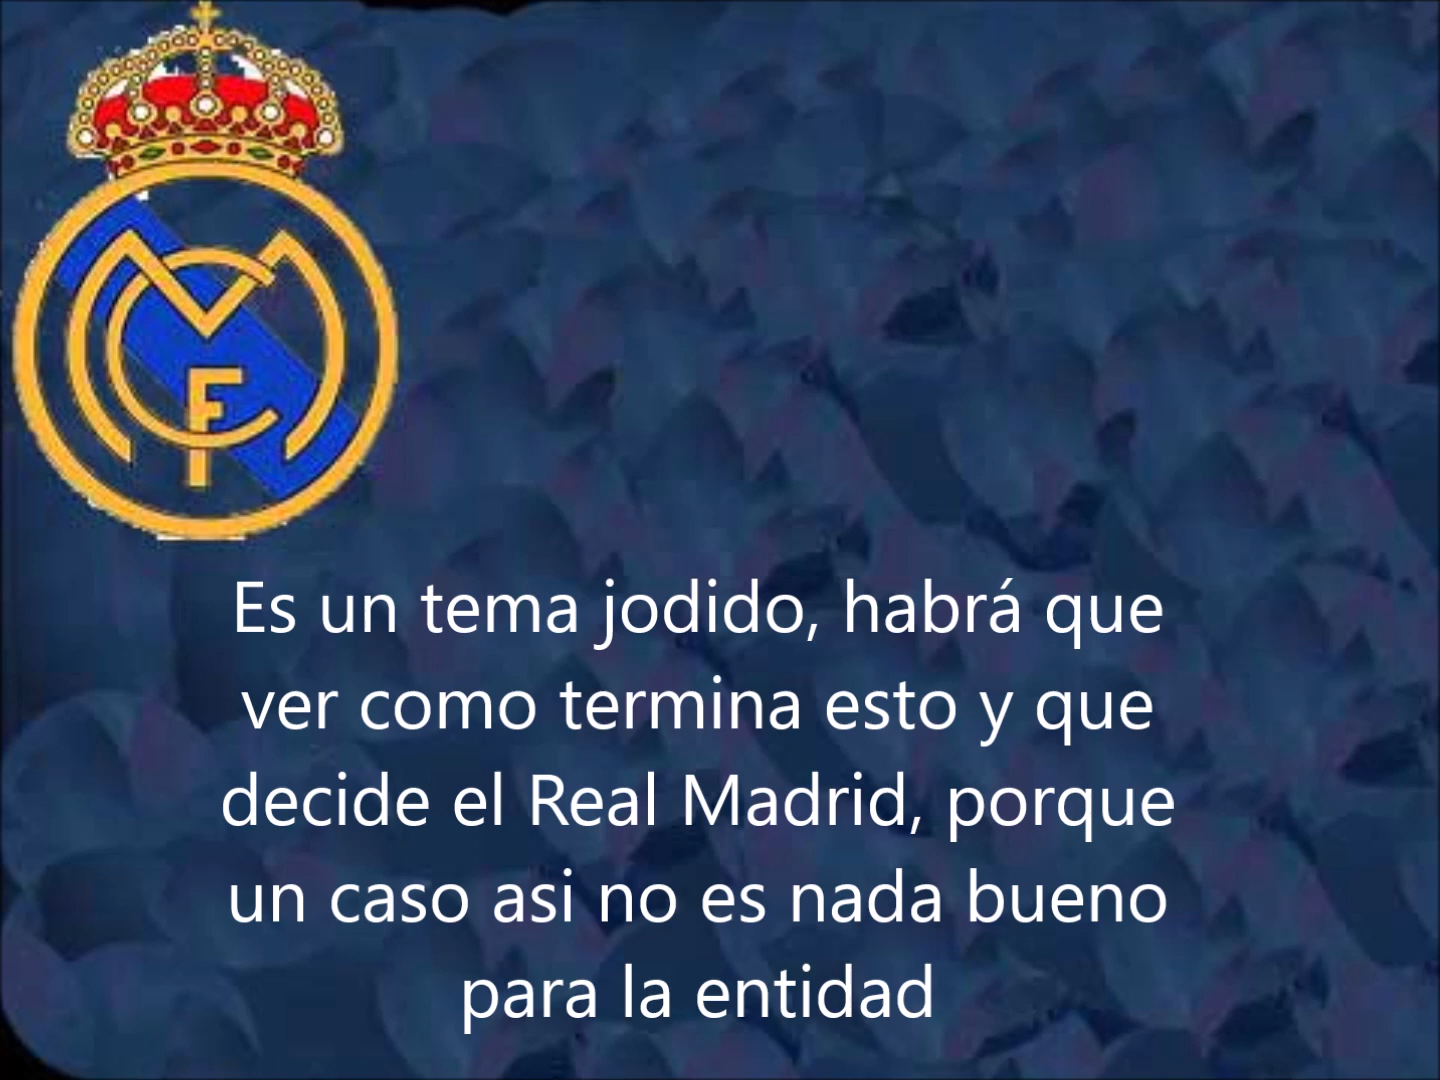 Es un tema jodido, habrá que
ver como termina esto y que
decide el Real Madrid, porque
un caso asi no es nada bueno
para la entidad